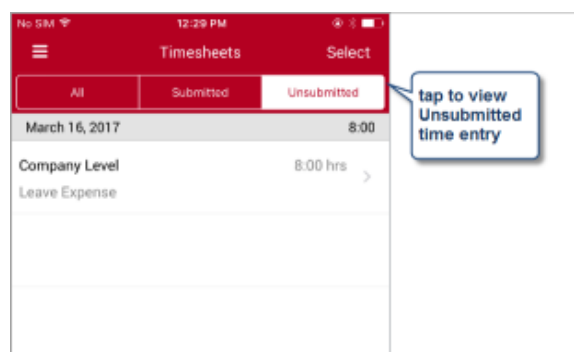 No SIM 12:29 PM
Timesheets Select
All Submitted Unsubmitted
March 16, 2017 8:00
Company Level 8:00 hrs
Leave Expense
tap to view
Unsubmitted
time entry